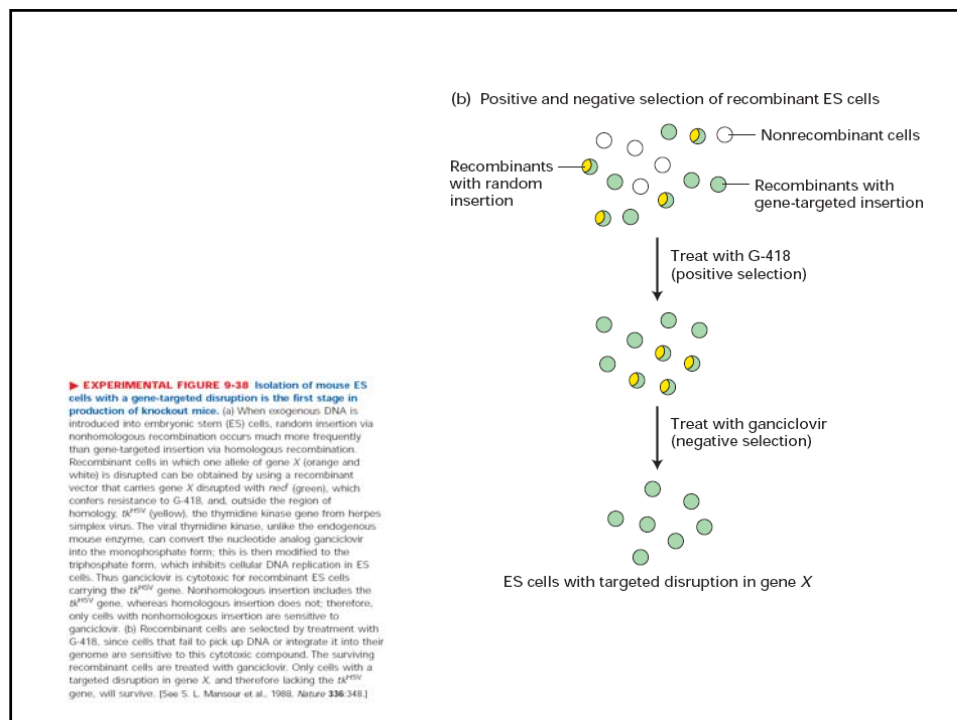 (b) Positive and negative selection of recombinant ES cells
Nonrecombinant cells
Recombinants
with random
insertion
Recombinants with
gene-targeted insertion
Treat with G-418
(positive selection)
Treat with ganciclovir
(negative selection)
ES cells with targeted disruption in gene X
▶ EXPERIMENTAL FIGURE 9-38 Isolation of mouse ES
cells with a gene-targeted disruption is the first stage in
production of knockout mice. (a) When exogenous DNA is
introduced into embryonic stem (ES) cells, random insertion via
nonhomologous recombination occurs much more frequently
than gene-targeted insertion via homologous recombination.
Recombinant cells in which one allele of gene X (orange and
white) is disrupted can be obtained by using a recombinant
vector that carries gene X disrupted with neoʳ (green), which
confers resistance to G-418, and, outside the region of
homology, tkᴴˢⱽ (yellow), the thymidine kinase gene from herpes
simplex virus. The viral thymidine kinase, unlike the endogenous
mouse enzyme, can convert the nucleotide analog ganciclovir
into the monophosphate form; this is then modified to the
triphosphate form, which inhibits cellular DNA replication in ES
cells. Thus ganciclovir is cytotoxic for recombinant ES cells
carrying the tkᴴˢⱽ gene. Nonhomologous insertion includes the
tkᴴˢⱽ gene, whereas homologous insertion does not; therefore,
only cells with nonhomologous insertion are sensitive to
ganciclovir. (b) Recombinant cells are selected by treatment with
G-418, since cells that fail to pick up DNA or integrate it into their
genome are sensitive to this cytotoxic compound. The surviving
recombinant cells are treated with ganciclovir. Only cells with a
targeted disruption in gene X, and therefore lacking the tkᴴˢⱽ
gene, will survive. [See S. L. Mansour et al., 1988, Nature 336:348.]